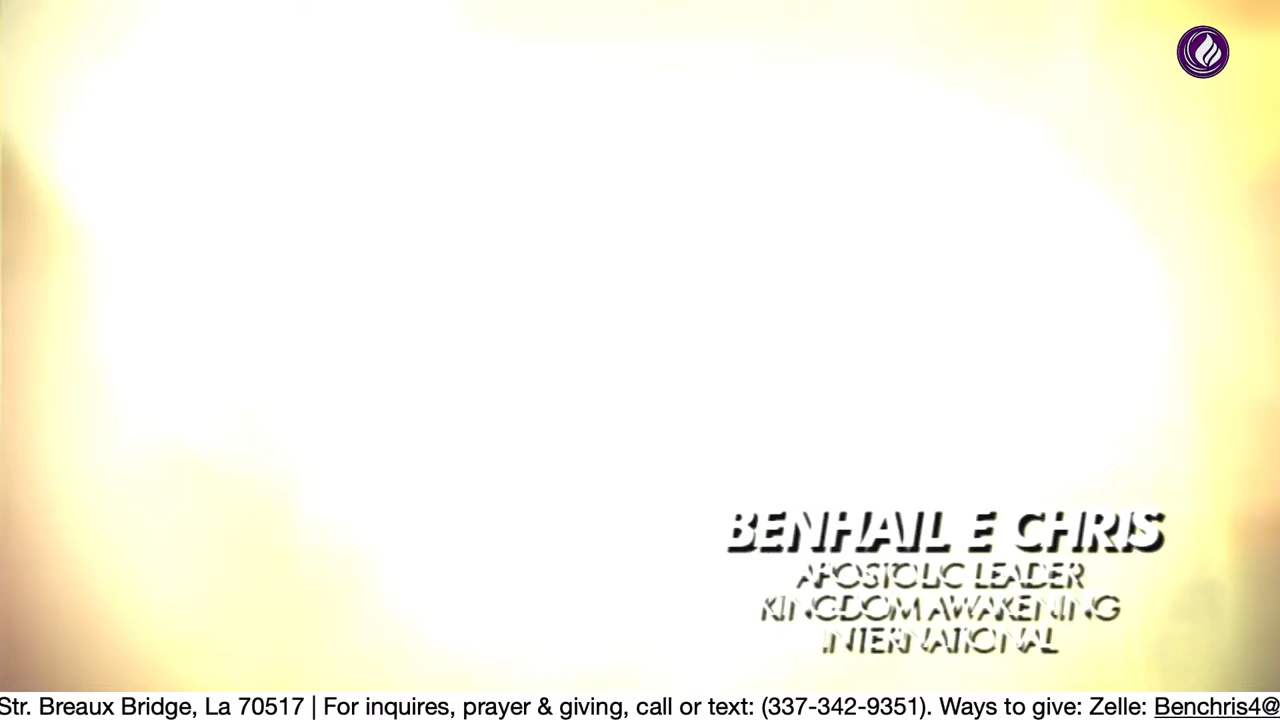 BENHAIL E CHRIS
APOSTOLIC LEADER
KINGDOM AWAKENING
INTERNATIONAL
Str. Breaux Bridge, La 70517 | For inquires, prayer & giving, call or text: (337-342-9351). Ways to give: Zelle: Benchris4@